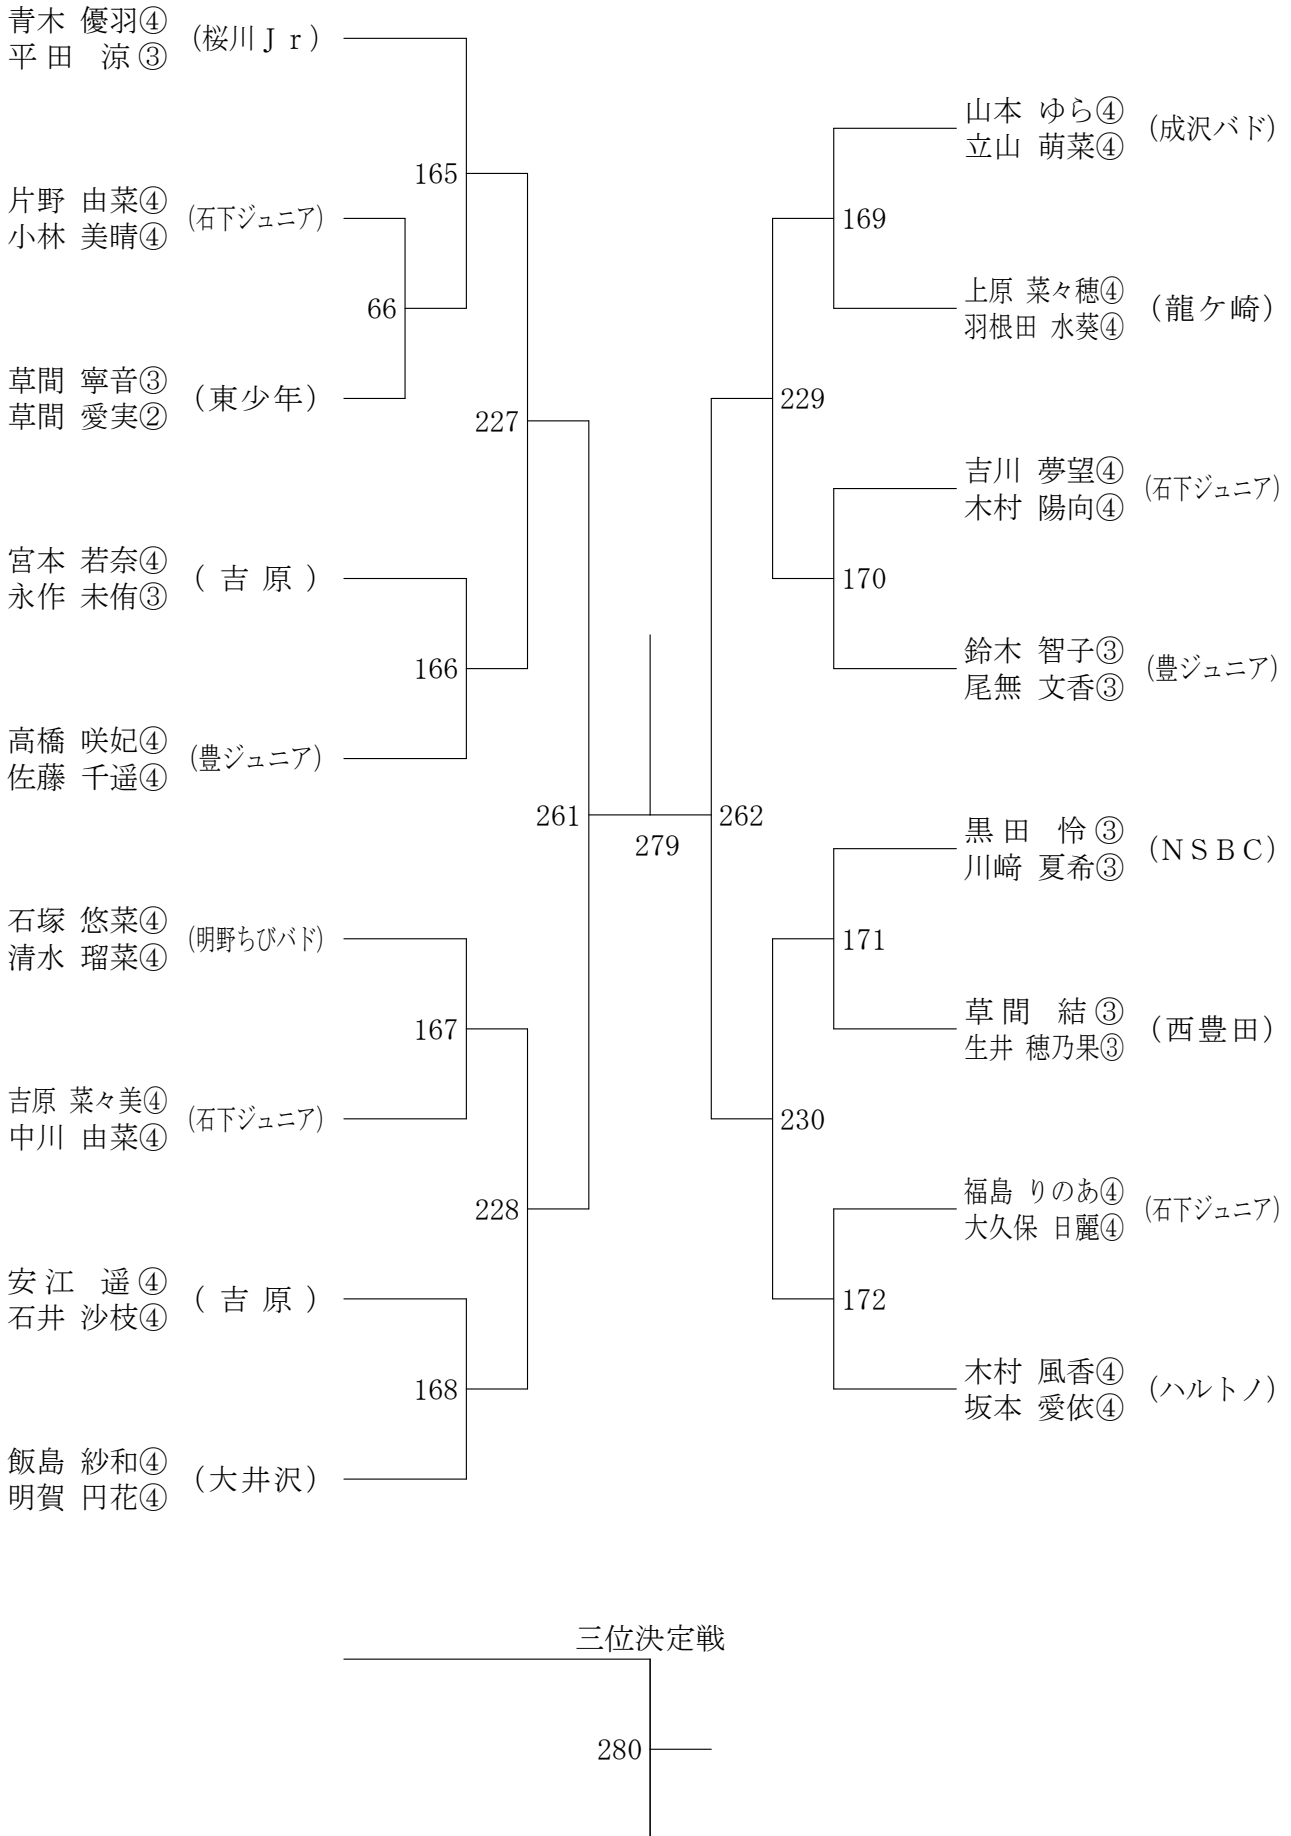 青木 優羽④
平田 涼③
(桜川Ｊｒ)
165
片野 由菜④
小林 美晴④
(石下ジュニア)
66
草間 寧音③
草間 愛実②
(東少年)
227
宮本 若奈④
永作 未侑③
(吉原)
166
高橋 咲妃④
佐藤 千遥④
(豊ジュニア)
261
石塚 悠菜④
清水 瑠菜④
(明野ちびバド)
167
吉原 菜々美④
中川 由菜④
(石下ジュニア)
228
安江 遥④
石井 沙枝④
(吉原)
168
飯島 紗和④
明賀 円花④
(大井沢)
279
山本 ゆら④
立山 萌菜④
(成沢バド)
169
上原 菜々穂④
羽根田 水葵④
(龍ケ崎)
229
吉川 夢望④
木村 陽向④
(石下ジュニア)
170
鈴木 智子③
尾無 文香③
(豊ジュニア)
262
黒田 怜③
川﨑 夏希③
(ＮＳＢＣ)
171
草間 結③
生井 穂乃果③
(西豊田)
230
福島 りのあ④
大久保 日麗④
(石下ジュニア)
172
木村 風香④
坂本 愛依④
(ハルトノ)
三位決定戦
280